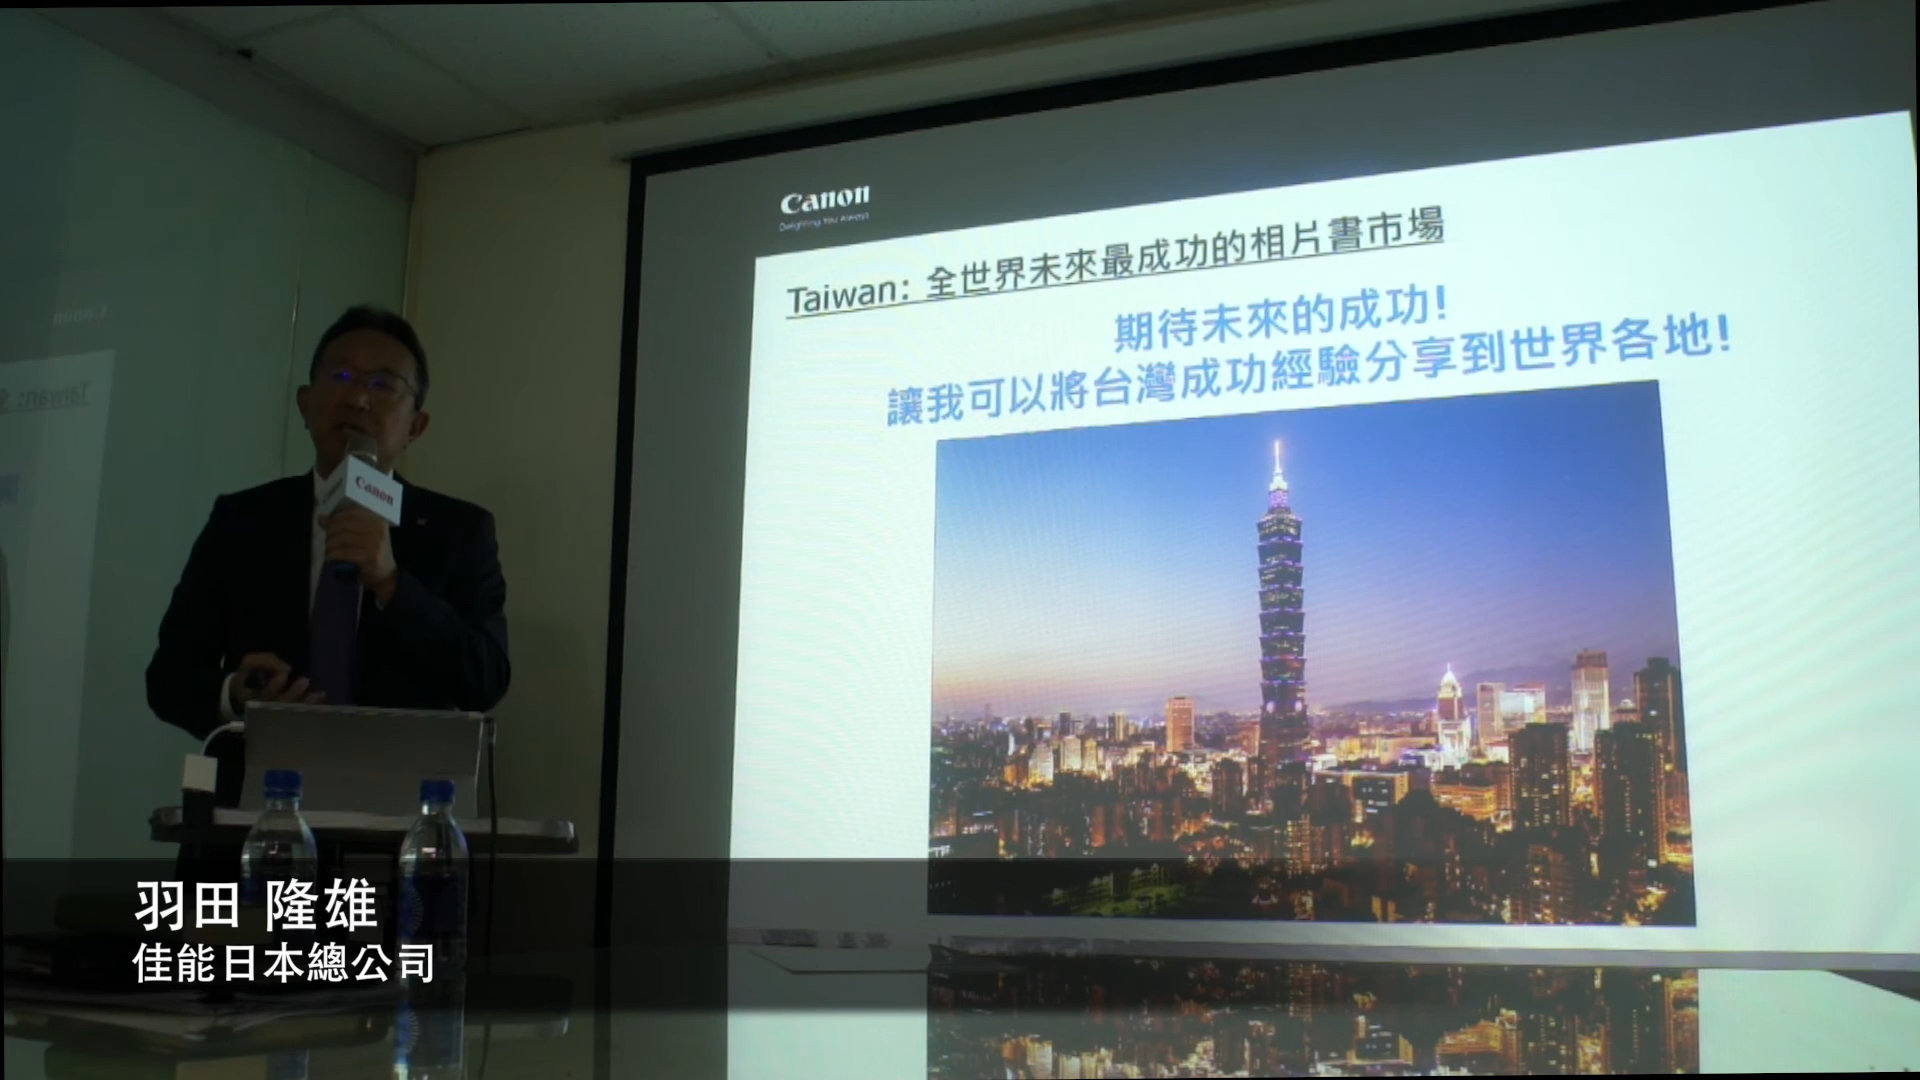 Canon
Delighting You Always
Taiwan: 全世界未來最成功的相片書市場
期待未來的成功!
讓我可以將台灣成功經驗分享到世界各地!
Canon
羽田 隆雄
佳能日本總公司